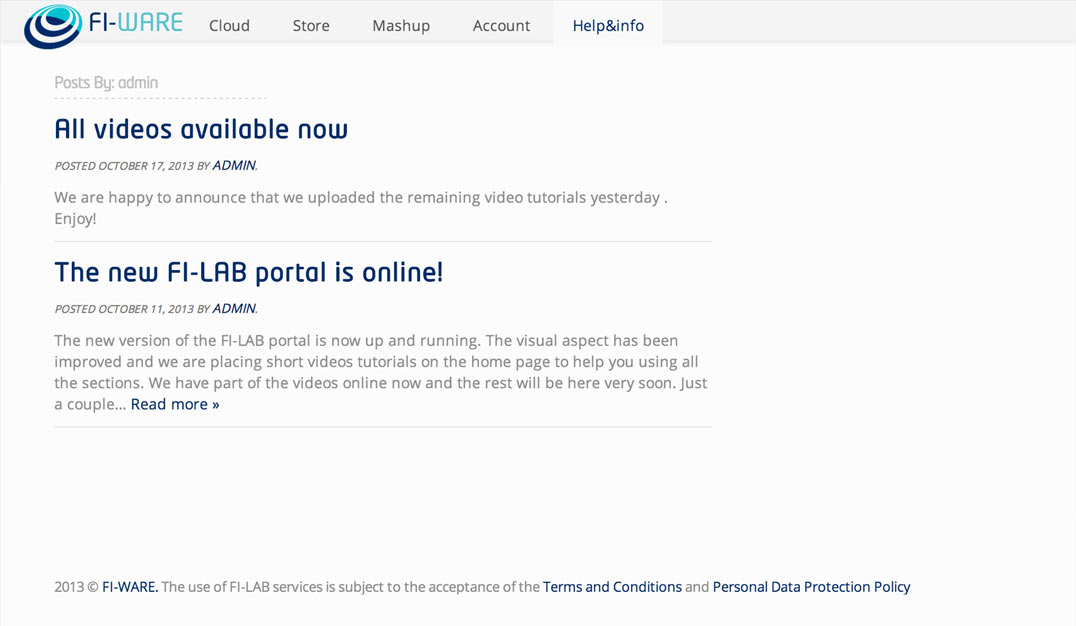 FI-WARE Cloud Store Mashup Account Help&info
Posts By: admin
All videos available now
POSTED OCTOBER 17, 2013 BY ADMIN.
We are happy to announce that we uploaded the remaining video tutorials yesterday .
Enjoy!
The new FI-LAB portal is online!
POSTED OCTOBER 11, 2013 BY ADMIN.
The new version of the FI-LAB portal is now up and running. The visual aspect has been
improved and we are placing short videos tutorials on the home page to help you using all
the sections. We have part of the videos online now and the rest will be here very soon. Just
a couple... Read more »
2013 © FI-WARE. The use of FI-LAB services is subject to the acceptance of the Terms and Conditions and Personal Data Protection Policy